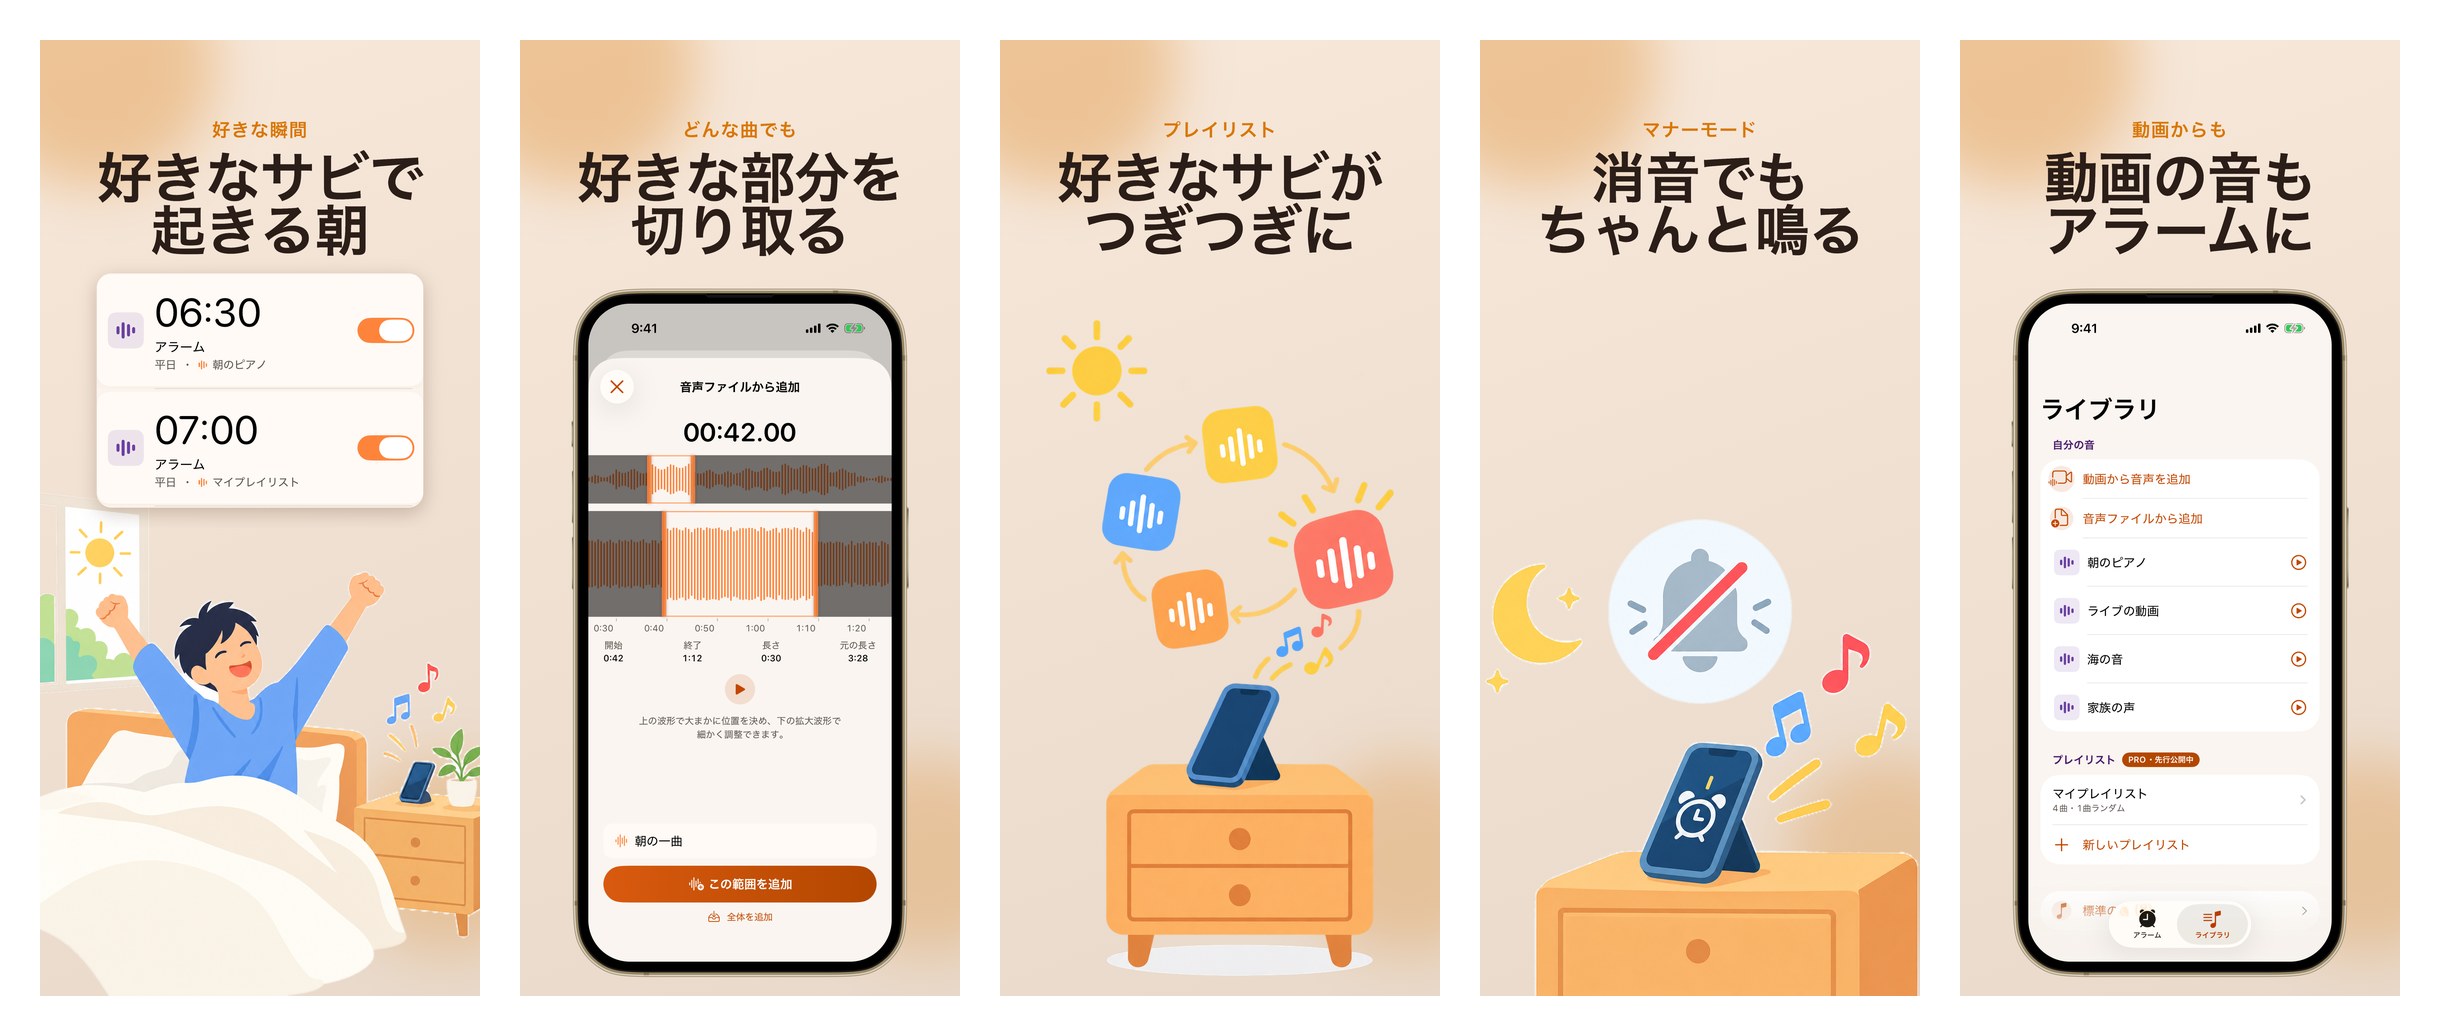 好きな瞬間
好きなサビで
起きる朝
06:30
アラーム
平日 ・ 朝のピアノ
07:00
アラーム
平日 ・ マイプレイリスト
どんな曲でも
好きな部分を
切り取る
9:41
音声ファイルから追加
00:42.00
0:30 0:40 0:50 1:00 1:10 1:20
開始 終了 長さ 元の長さ
0:42 1:12 0:30 3:28
上の波形で大まかに位置を決め、下の拡大波形で
細かく調整できます。
朝の一曲
この範囲を追加
全体を追加
プレイリスト
好きなサビが
つぎつぎに
マナーモード
消音でも
ちゃんと鳴る
動画からも
動画の音も
アラームに
9:41
ライブラリ
自分の音
動画から音声を追加
音声ファイルから追加
朝のピアノ
ライブの動画
海の音
家族の声
プレイリスト PRO・先行公開中
マイプレイリスト
4曲・1曲ランダム
新しいプレイリスト
標準の
アラーム ライブラリ